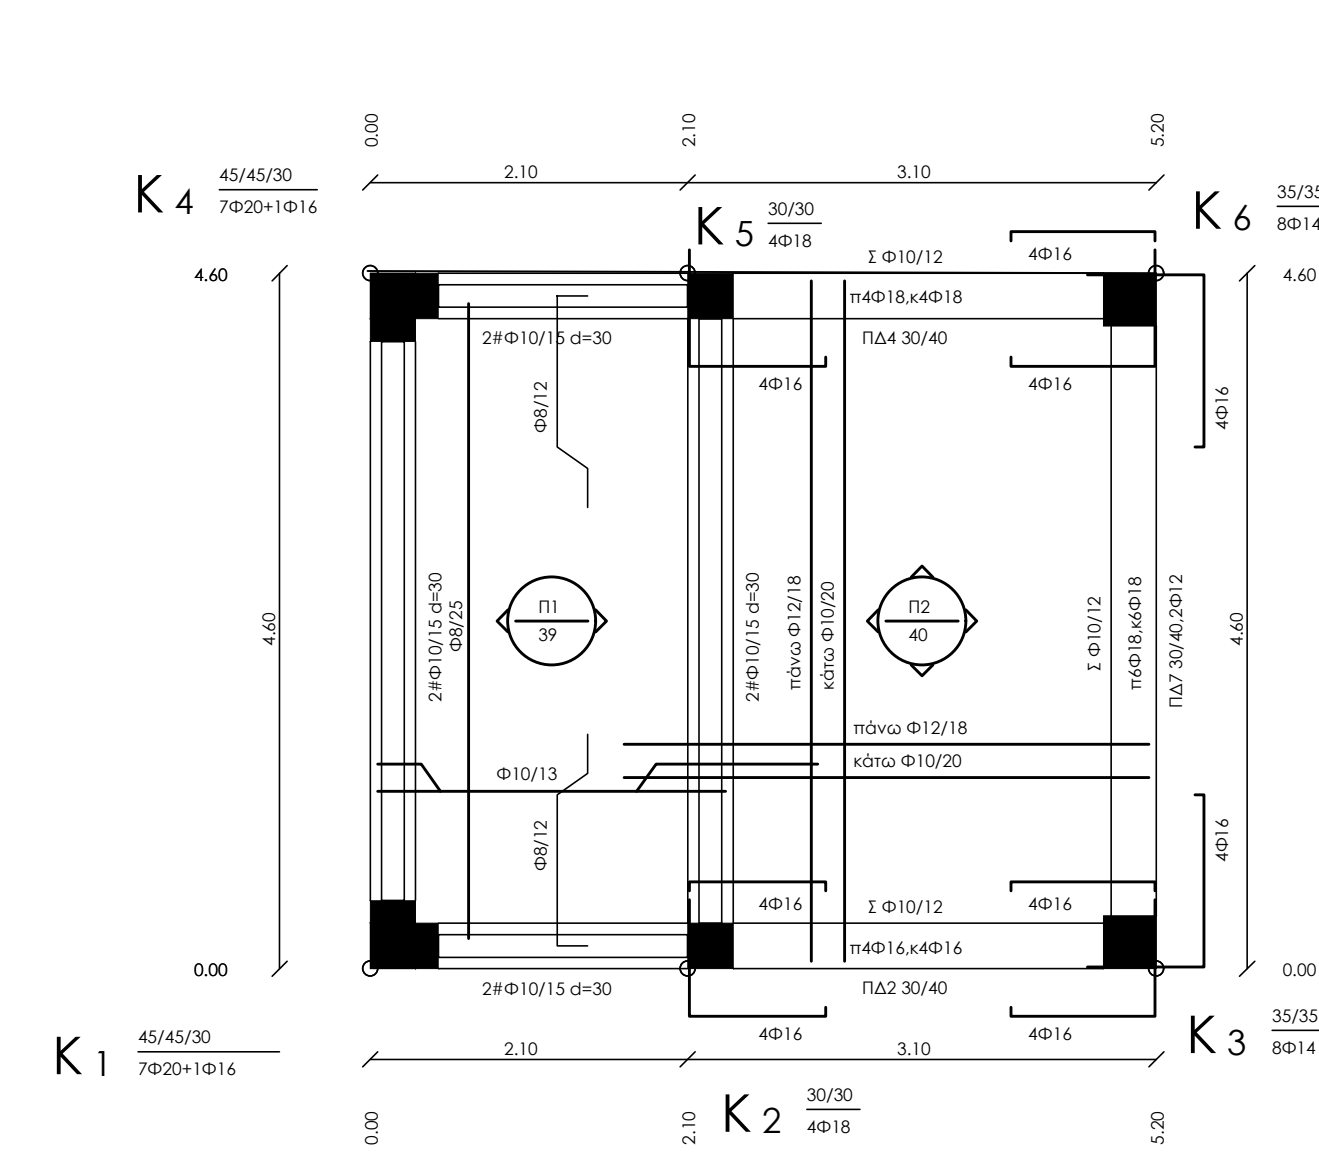 0.00
2.10
5.20
2.10
3.10
K 4
45/45/30
7Φ20+1Φ16
K 5
30/30
4Φ18
K 6
35/35
8Φ14
4.60
Σ Φ10/12
4Φ16
4.60
π4Φ18,κ4Φ18
2#Φ10/15 d=30
ΠΔ4 30/40
4Φ16
4Φ16
Φ8/12
4Φ16
4.60
2#Φ10/15 d=30
Φ8/25
Π1
39
2#Φ10/15 d=30
πάνω Φ12/18
κάτω Φ10/20
Π2
40
Σ Φ10/12
π6Φ18,κ6Φ18
ΠΔ7 30/40,2Φ12
4.60
πάνω Φ12/18
κάτω Φ10/20
Φ10/13
Φ8/12
4Φ16
4Φ16
Σ Φ10/12
4Φ16
π4Φ16,κ4Φ16
0.00
0.00
2#Φ10/15 d=30
ΠΔ2 30/40
4Φ16
4Φ16
K 1
45/45/30
7Φ20+1Φ16
K 3
35/35
8Φ14
2.10
3.10
K 2
30/30
4Φ18
0.00
2.10
5.20